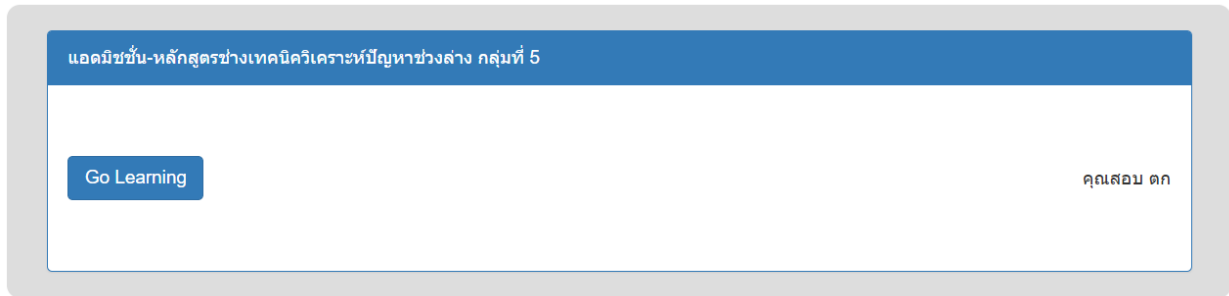 แอดมิชชั่น-หลักสูตรช่างเทคนิควิเคราะห์ปัญหาช่วงล่าง กลุ่มที่ 5
Go Learning
คุณสอบ ตก